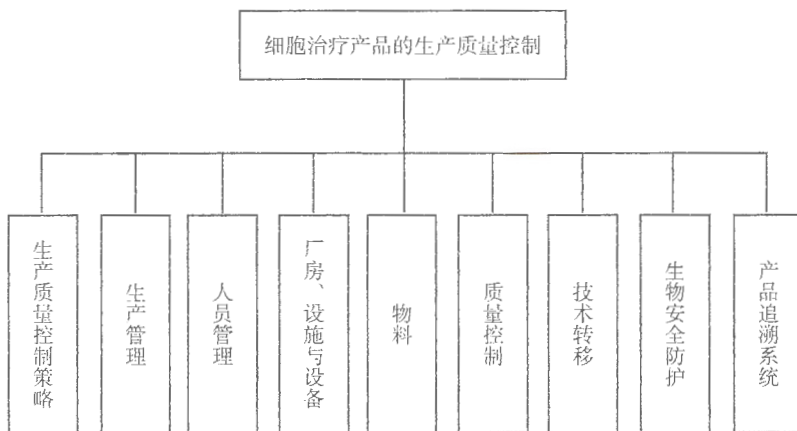 细胞治疗产品的生产质量控制
生产质量控制策略
生产管理
人员管理
厂房、设施与设备
物料
质量控制
技术转移
生物安全防护
产品追溯系统